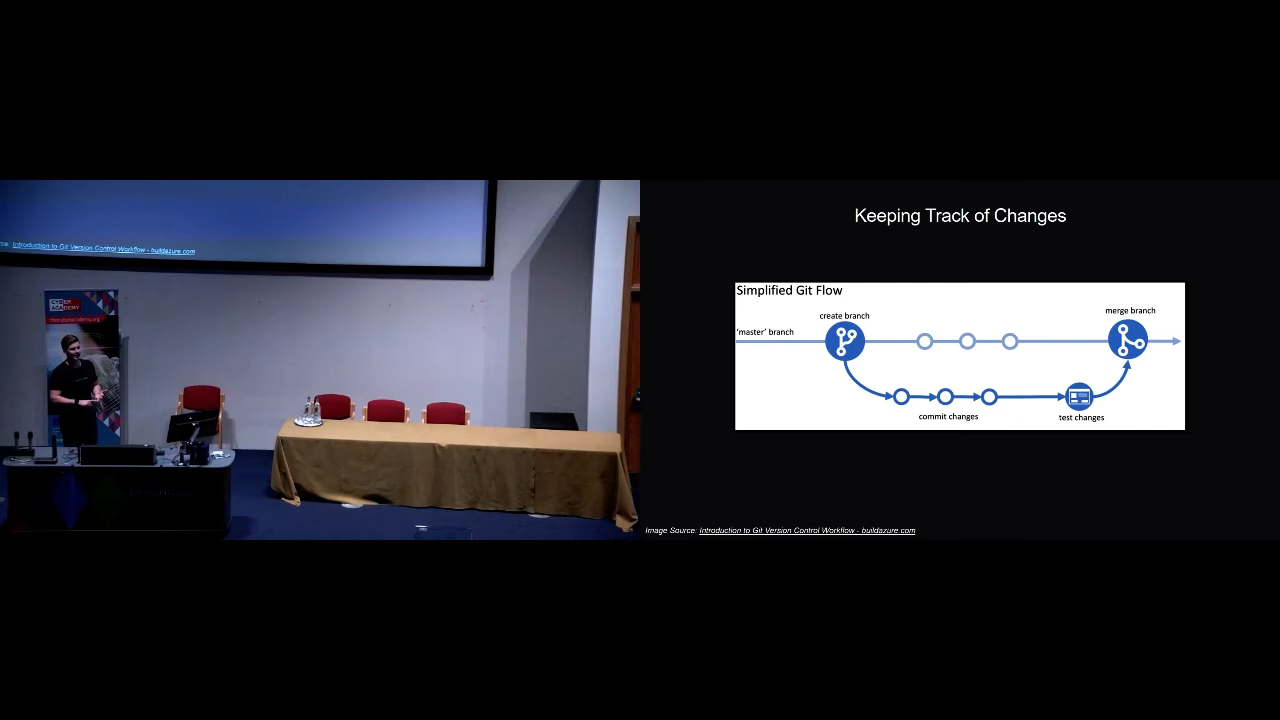 Introduction to Git Version Control Workflow - buildazure.com
Keeping Track of Changes
Simplified Git Flow
create branch
merge branch
'master' branch
commit changes
test changes
Image Source: Introduction to Git Version Control Workflow - buildazure.com